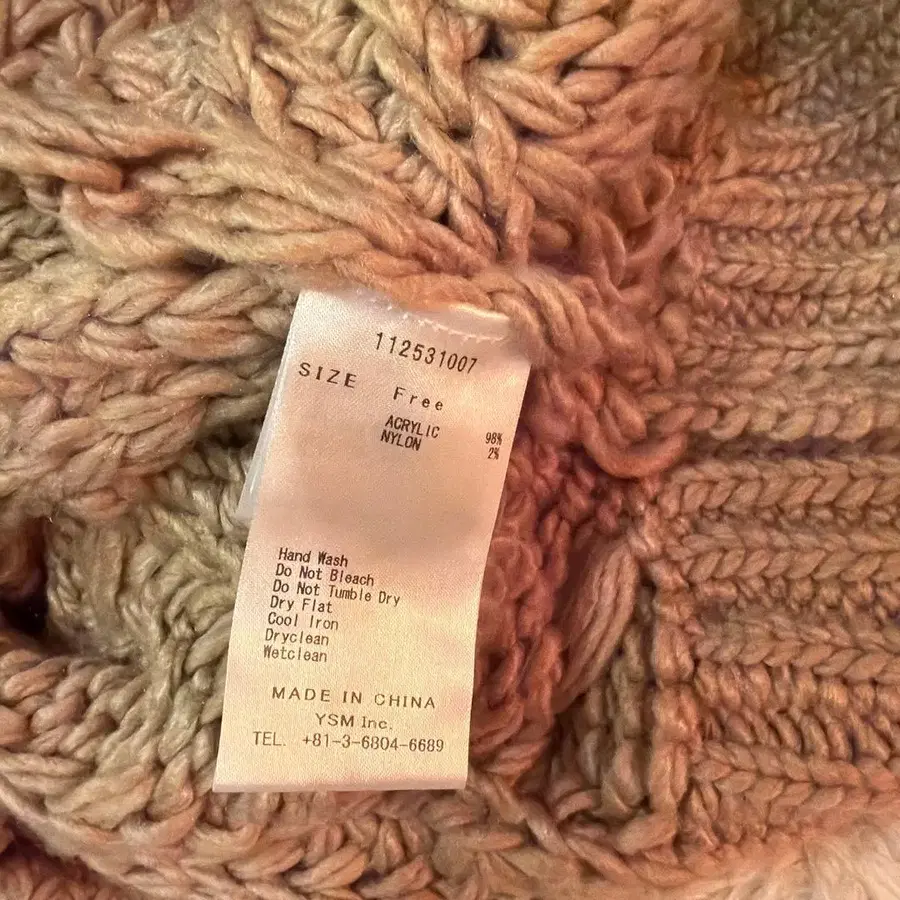 112531007
SIZE Free
ACRYLIC 98%
NYLON 2%
Hand Wash
Do Not Bleach
Do Not Tumble Dry
Dry Flat
Cool Iron
Dryclean
Wetclean
MADE IN CHINA
YSM Inc.
TEL. +81-3-6804-6689